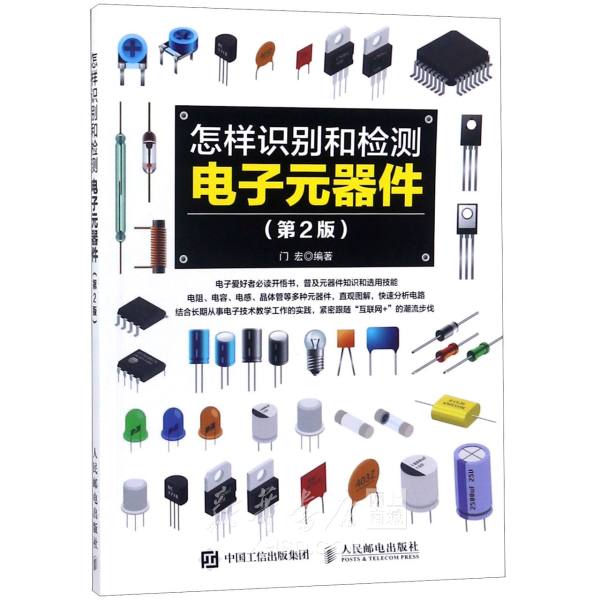 怎样识别和检测
电子元器件
(第2版)
门 宏◎编著
电子爱好者必读开悟书，普及元器件知识和选用技能
电阻、电容、电感、晶体管等多种元器件，直观图解，快速分析电路
结合长期从事电子技术教学工作的实践，紧密跟随“互联网+”的潮流步伐
怎样识别和检测 电子元器件 (第2版)
人民邮电出版社
403Z
2500uF 25V
中国工信出版集团
人民邮电出版社
POSTS & TELECOM PRESS